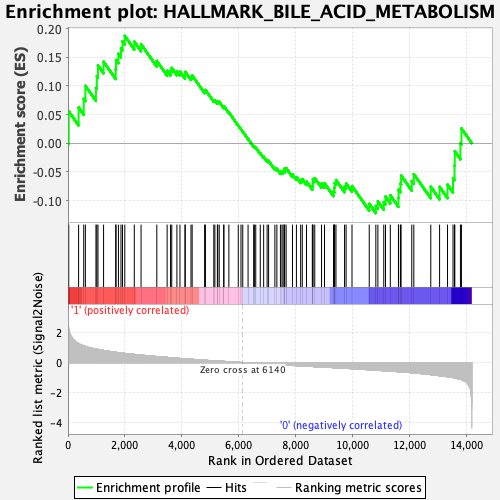 Enrichment plot: HALLMARK_BILE_ACID_METABOLISM
Enrichment score (ES)
0.20
0.15
0.10
0.05
0.00
-0.05
-0.10
'1' (positively correlated)
Zero cross at 6140
'0' (negatively correlated)
Ranked list metric (Signal2Noise)
2
0
-2
-4
0 2,000 4,000 6,000 8,000 10,000 12,000 14,000
Rank in Ordered Dataset
Enrichment profile Hits Ranking metric scores